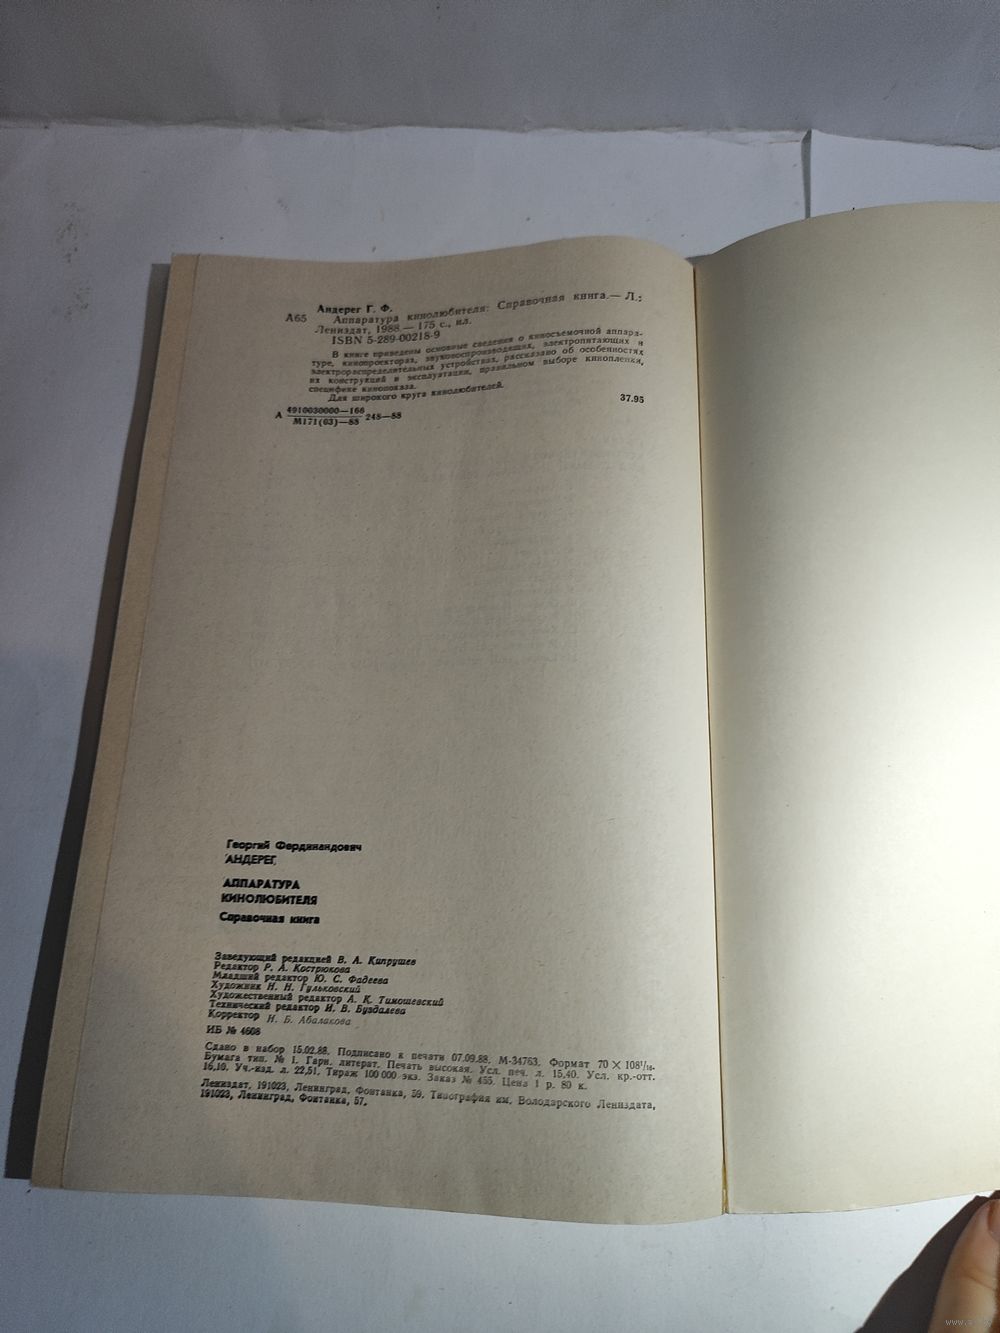 Андерег Г. Ф.
А65 Аппаратура кинолюбителя: Справочная книга.— Л.:
Лениздат, 1988.— 175 с., ил.
ISBN 5-289-00218-9
В книге приведены основные сведения о киносъемочной аппара-
туре, кинопроекторах, звуковоспроизводящих, электропитающих и
электрораспределительных устройствах, рассказано об особенностях
их конструкций и эксплуатации, правильном выборе кинопленки,
специфике кинопоказа.
Для широкого круга кинолюбителей.
37.95
4910030000—166
А 248—88
М171(03)—88
Георгий Фердинандович
АНДЕРЕГ
АППАРАТУРА
КИНОЛЮБИТЕЛЯ
Справочная книга
Заведующий редакцией В. А. Кипрушев
Редактор Р. А. Кострюкова
Младший редактор Ю. С. Фадеева
Художник Н. Н. Гульковский
Художественный редактор А. К. Тимошевский
Технический редактор И. В. Буздалева
Корректор Н. Б. Абалакова
ИБ № 4608
Сдано в набор 15.02.88. Подписано к печати 07.09.88. М-34763. Формат 70 × 108¹/₁₆.
Бумага тип. № 1. Гарн. литерат. Печать высокая. Усл. печ. л. 15,40. Усл. кр.-отт.
16,10. Уч.-изд. л. 22,51. Тираж 100 000 экз. Заказ № 455. Цена 1 р. 80 к.
Лениздат, 191023, Ленинград, Фонтанка, 59. Типография им. Володарского Лениздата,
191023, Ленинград, Фонтанка, 57.